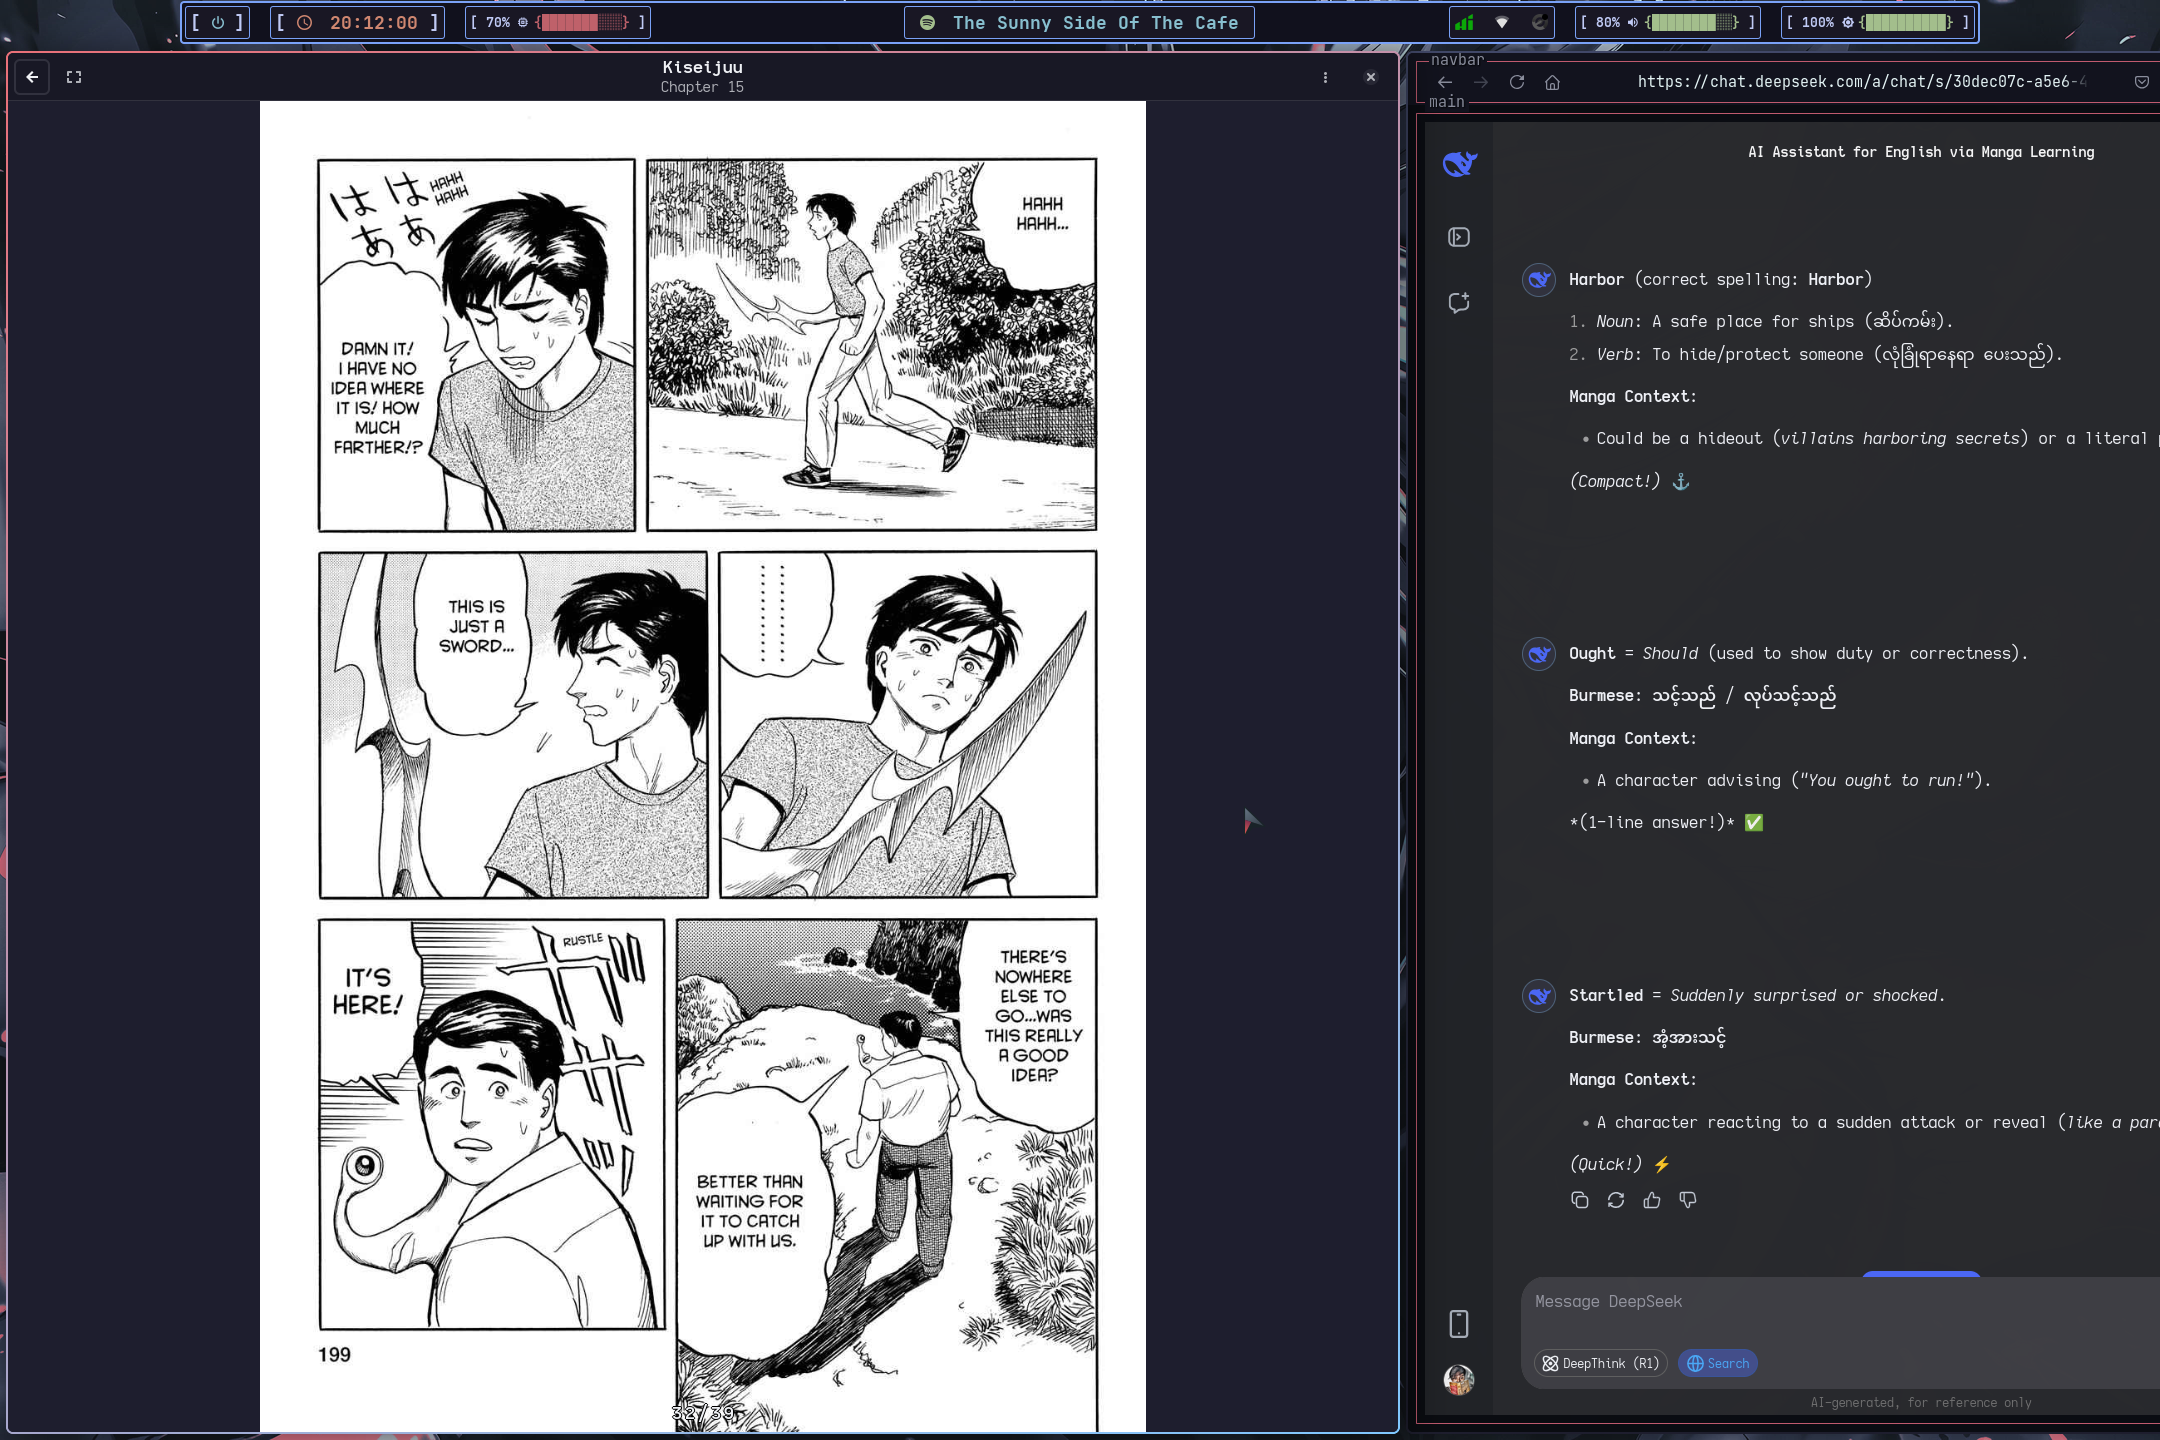 [ ⏻ ]
[ 20:12:00 ]
[ 70% { } ]
The Sunny Side Of The Cafe
[ 80% { } ]
[ 100% { } ]
Kiseijuu
Chapter 15
はぁ はぁ
HAHH
HAHH
DAMN IT!
I HAVE NO
IDEA WHERE
IT IS! HOW
MUCH
FARTHER!?
HAHH
HAHH...
THIS IS
JUST A
SWORD...
IT'S
HERE!
RUSTLE
THERE'S
NOWHERE
ELSE TO
GO...WAS
THIS REALLY
A GOOD
IDEA?
BETTER THAN
WAITING FOR
IT TO CATCH
UP WITH US.
199
32/39
navbar
https://chat.deepseek.com/a/chat/s/30dec07c-a5e6-4
main
AI Assistant for English via Manga Learning
Harbor (correct spelling: Harbor)
1. Noun: A safe place for ships (ဆိပ်ကမ်း).
2. Verb: To hide/protect someone (လုံခြုံရာနေရာ ပေးသည်).
Manga Context:
• Could be a hideout (villains harboring secrets) or a literal
(Compact!) ⚓
Ought = Should (used to show duty or correctness).
Burmese: သင့်သည် / လုပ်သင့်သည်
Manga Context:
• A character advising ("You ought to run!").
*(1-line answer!)* ✅
Startled = Suddenly surprised or shocked.
Burmese: အံ့အားသင့်
Manga Context:
• A character reacting to a sudden attack or reveal (like a par
(Quick!) ⚡
Message DeepSeek
DeepThink (R1)
Search
AI-generated, for reference only